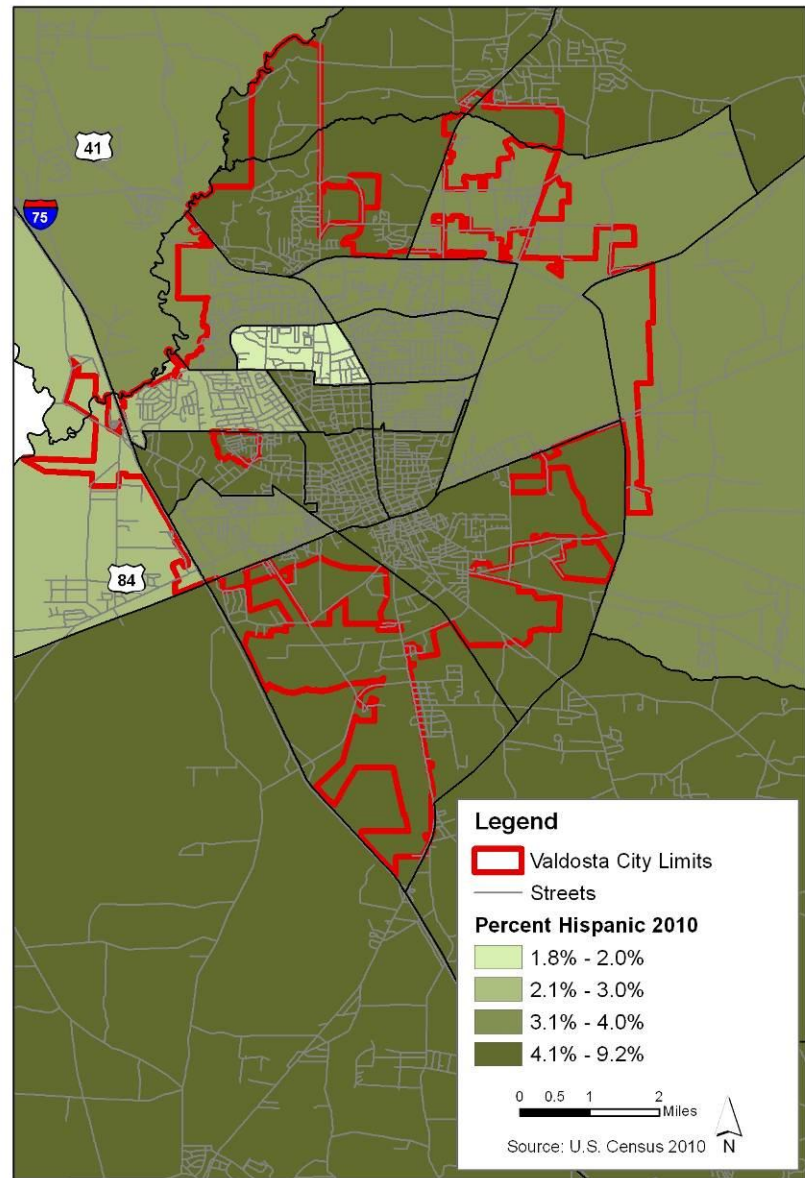 41
75
84
Legend
Valdosta City Limits
Streets
Percent Hispanic 2010
1.8% - 2.0%
2.1% - 3.0%
3.1% - 4.0%
4.1% - 9.2%
0 0.5 1 2
Miles
Source: U.S. Census 2010
N